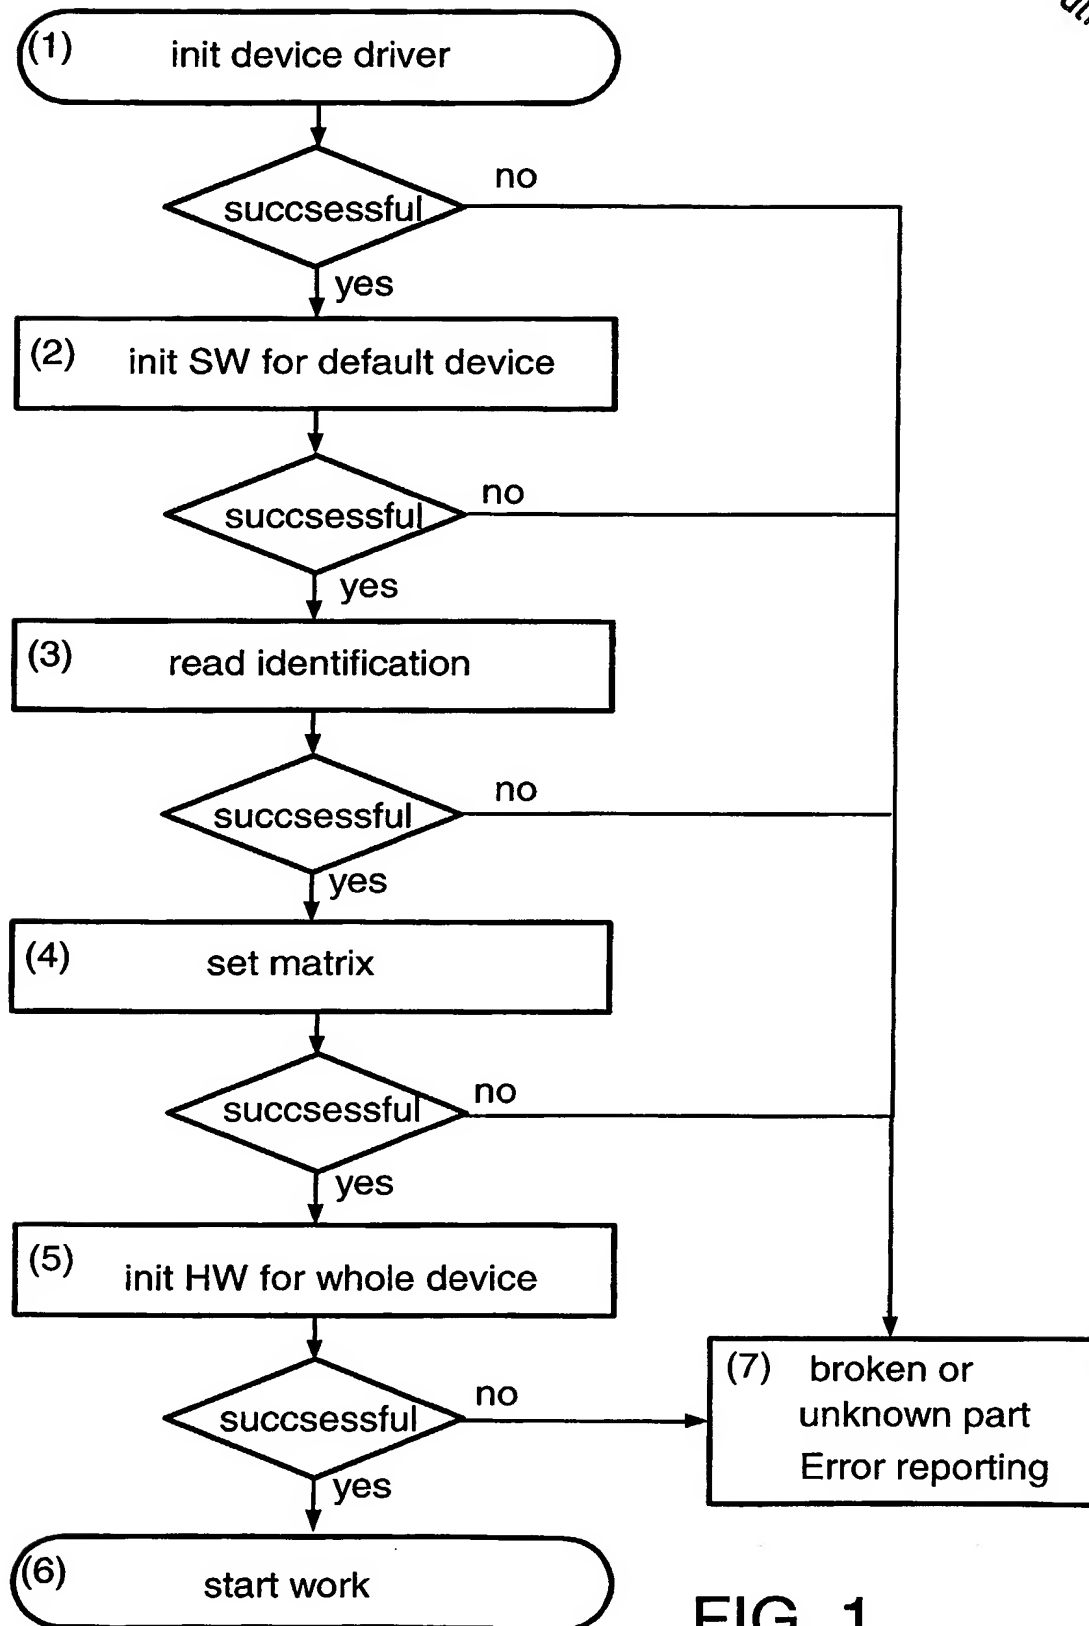 (1) init device driver
succsessful
no
yes
(2) init SW for default device
succsessful
no
yes
(3) read identification
succsessful
no
yes
(4) set matrix
succsessful
no
yes
(5) init HW for whole device
succsessful
no
yes
(6) start work
(7) broken or
unknown part
Error reporting
FIG. 1